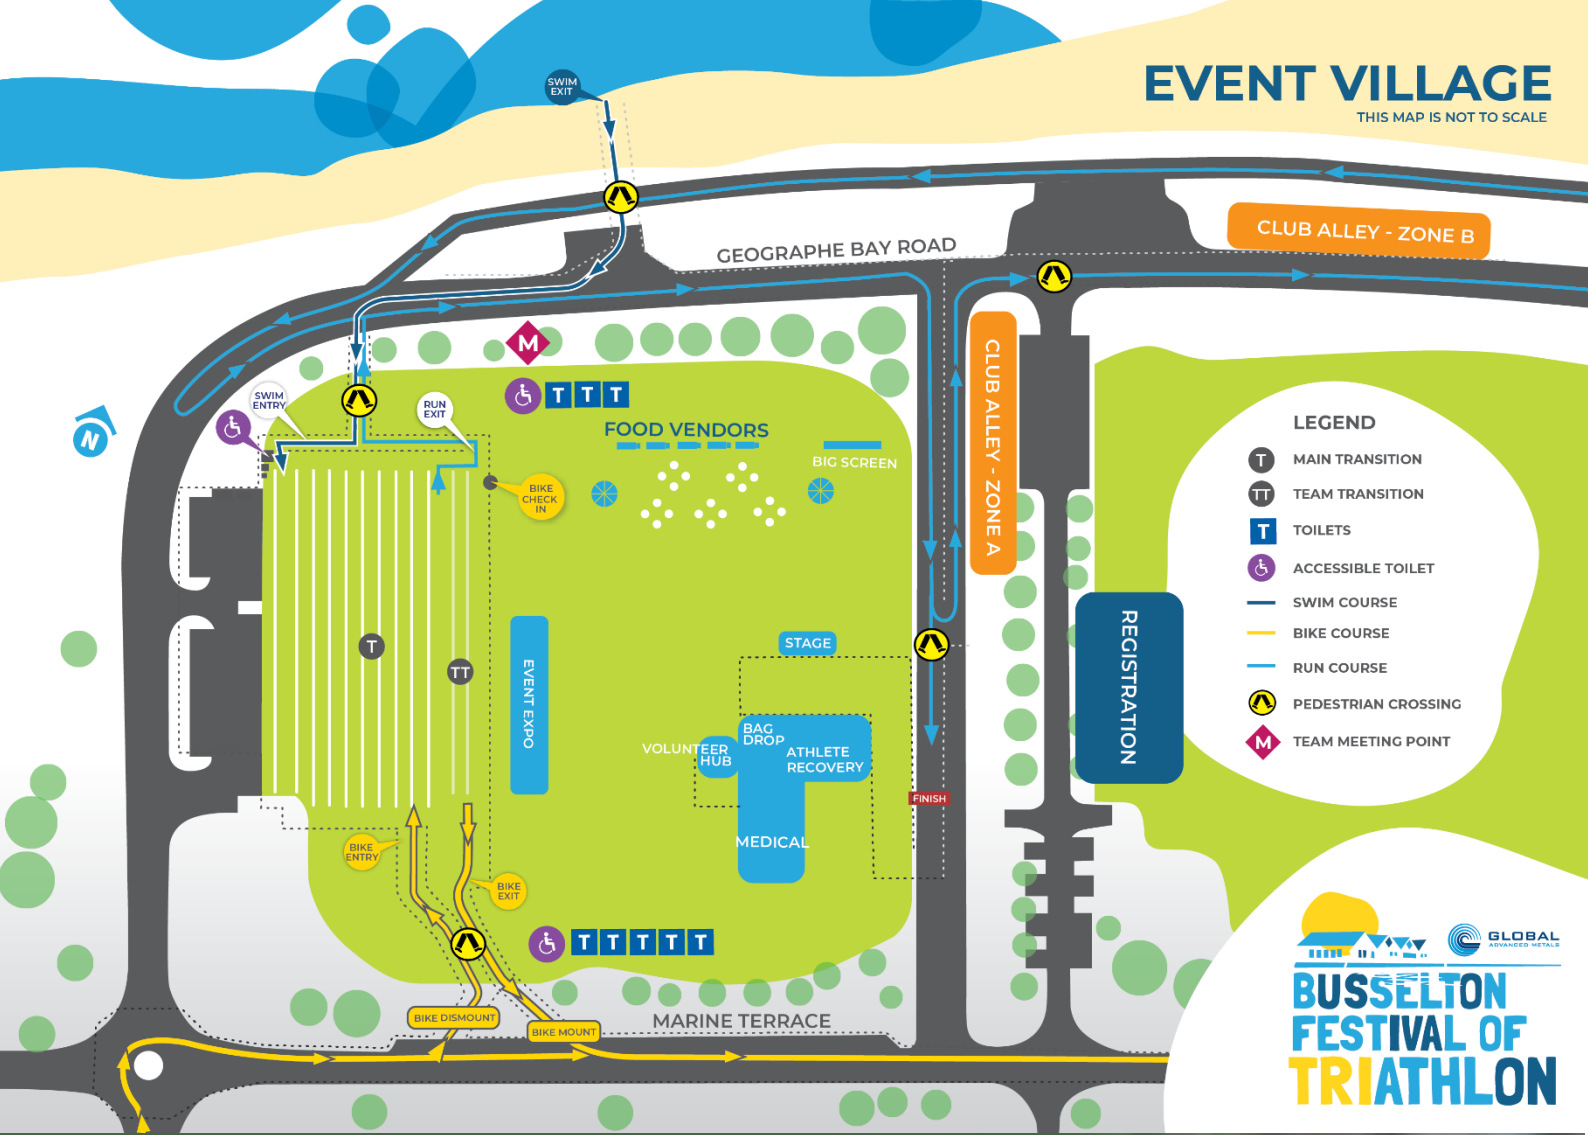 EVENT VILLAGE
THIS MAP IS NOT TO SCALE
SWIM
EXIT
CLUB ALLEY - ZONE B
GEOGRAPHE BAY ROAD
M
T T T
SWIM
ENTRY
RUN
EXIT
N
FOOD VENDORS
BIG SCREEN
BIKE
CHECK
IN
CLUB ALLEY - ZONE A
LEGEND
T MAIN TRANSITION
TT TEAM TRANSITION
T TOILETS
ACCESSIBLE TOILET
SWIM COURSE
BIKE COURSE
RUN COURSE
PEDESTRIAN CROSSING
M TEAM MEETING POINT
T
TT
EVENT EXPO
STAGE
REGISTRATION
BAG
DROP
VOLUNTEER
HUB
ATHLETE
RECOVERY
FINISH
MEDICAL
BIKE
ENTRY
BIKE
EXIT
T T T T T
BIKE DISMOUNT
BIKE MOUNT
MARINE TERRACE
GLOBAL
ADVANCED METALS
BUSSELTON
FESTIVAL OF
TRIATHLON